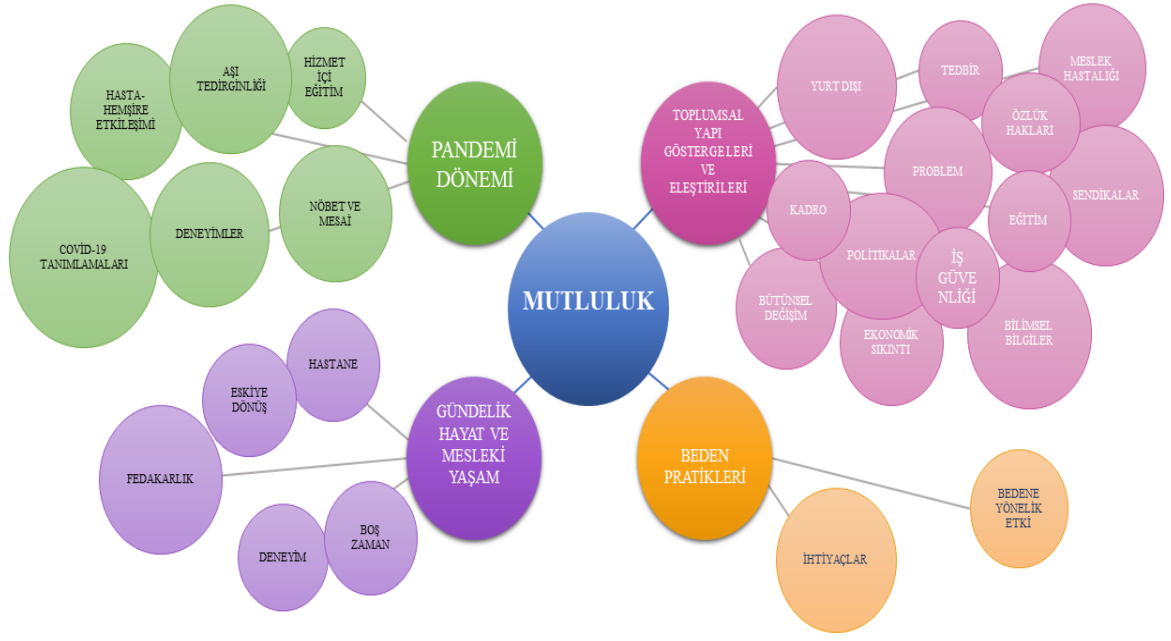 MUTLULUK
PANDEMİ
DÖNEMİ
HİZMET
İÇİ
EĞİTİM
AŞI
TEDİRGİNLİĞİ
HASTA-
HEMŞİRE
ETKİLEŞİMİ
COVİD-19
TANIMLAMALARI
DENEYİMLER
NÖBET VE
MESAİ
TOPLUMSAL
YAPI
GÖSTERGELERİ
VE
ELEŞTİRİLERİ
YURT DIŞI
TEDBİR
MESLEK
HASTALIĞI
ÖZLÜK
HAKLARI
PROBLEM
SENDİKALAR
EĞİTİM
KADRO
POLİTİKALAR
İŞ
GÜVE
NLİĞİ
BÜTÜNSEL
DEĞİŞİM
EKONOMİK
SIKINTI
BİLİMSEL
BİLGİLER
GÜNDELİK
HAYAT VE
MESLEKİ
YAŞAM
HASTANE
ESKİYE
DÖNÜŞ
FEDAKARLIK
DENEYİM
BOŞ
ZAMAN
BEDEN
PRATİKLERİ
BEDENE
YÖNELİK
ETKİ
İHTİYAÇLAR